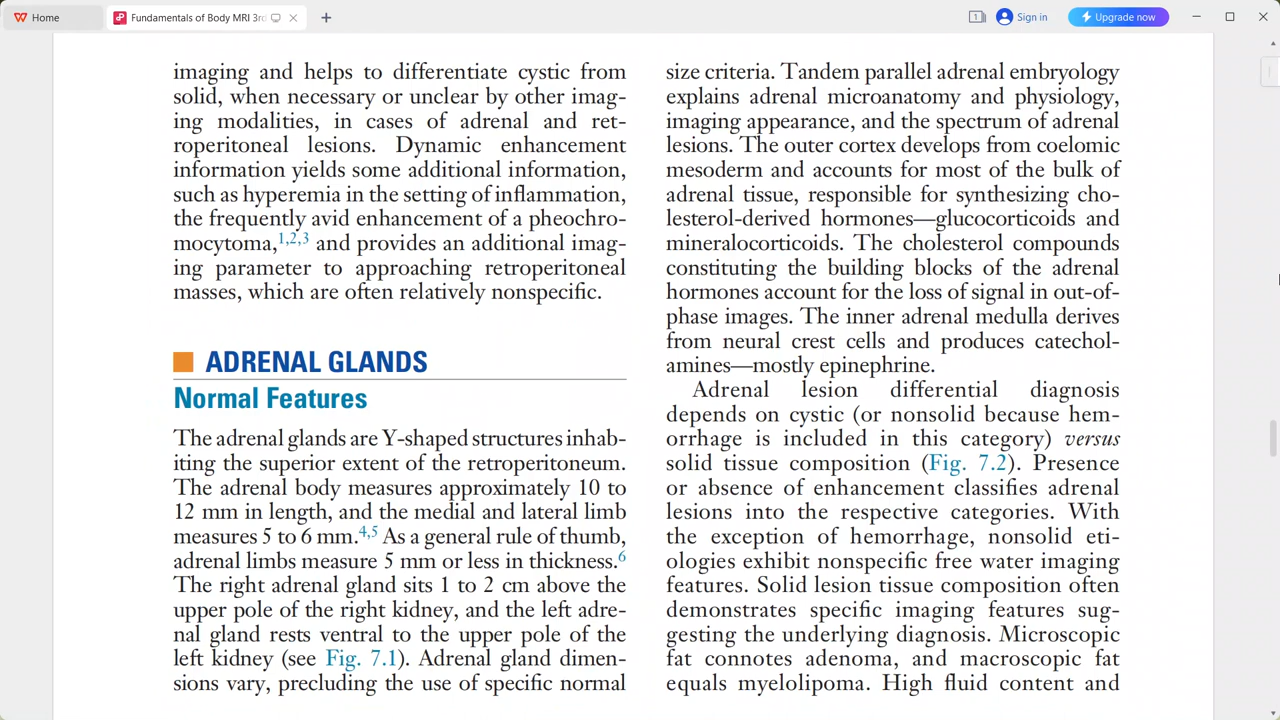 Home
Fundamentals of Body MRI 3rd
1
Sign in
Upgrade now
imaging and helps to differentiate cystic from
solid, when necessary or unclear by other imag-
ing modalities, in cases of adrenal and ret-
roperitoneal lesions. Dynamic enhancement
information yields some additional information,
such as hyperemia in the setting of inflammation,
the frequently avid enhancement of a pheochro-
mocytoma,1,2,3 and provides an additional imag-
ing parameter to approaching retroperitoneal
masses, which are often relatively nonspecific.
ADRENAL GLANDS
Normal Features
The adrenal glands are Y-shaped structures inhab-
iting the superior extent of the retroperitoneum.
The adrenal body measures approximately 10 to
12 mm in length, and the medial and lateral limb
measures 5 to 6 mm.4,5 As a general rule of thumb,
adrenal limbs measure 5 mm or less in thickness.6
The right adrenal gland sits 1 to 2 cm above the
upper pole of the right kidney, and the left adre-
nal gland rests ventral to the upper pole of the
left kidney (see Fig. 7.1). Adrenal gland dimen-
sions vary, precluding the use of specific normal
size criteria. Tandem parallel adrenal embryology
explains adrenal microanatomy and physiology,
imaging appearance, and the spectrum of adrenal
lesions. The outer cortex develops from coelomic
mesoderm and accounts for most of the bulk of
adrenal tissue, responsible for synthesizing cho-
lesterol-derived hormones—glucocorticoids and
mineralocorticoids. The cholesterol compounds
constituting the building blocks of the adrenal
hormones account for the loss of signal in out-of-
phase images. The inner adrenal medulla derives
from neural crest cells and produces catechol-
amines—mostly epinephrine.
Adrenal lesion differential diagnosis
depends on cystic (or nonsolid because hem-
orrhage is included in this category) versus
solid tissue composition (Fig. 7.2). Presence
or absence of enhancement classifies adrenal
lesions into the respective categories. With
the exception of hemorrhage, nonsolid eti-
ologies exhibit nonspecific free water imaging
features. Solid lesion tissue composition often
demonstrates specific imaging features sug-
gesting the underlying diagnosis. Microscopic
fat connotes adenoma, and macroscopic fat
equals myelolipoma. High fluid content and